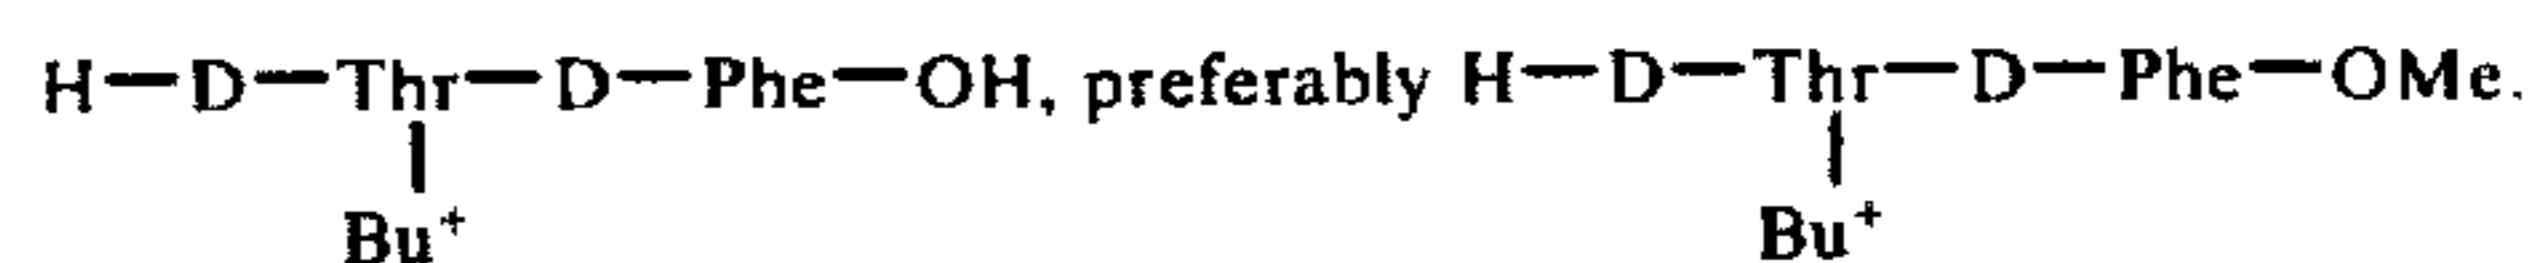 H—D—Thr—D—Phe—OH, preferably H—D—Thr—D—Phe—OMe.
Bu+ Bu+